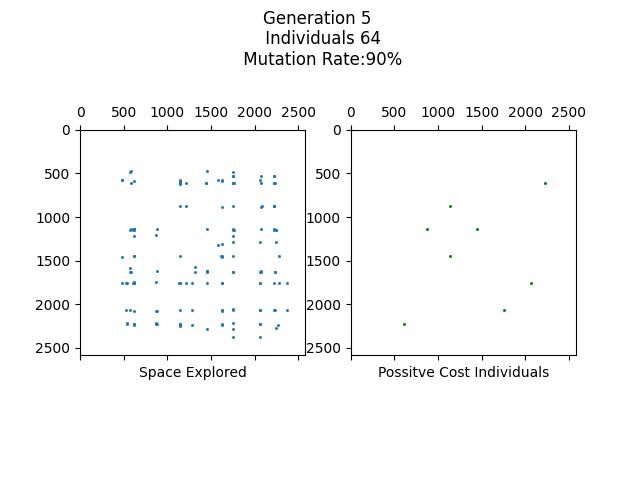 Generation 5
Individuals 64
Mutation Rate:90%
0 500 1000 1500 2000 2500 0 500 1000 1500 2000 2500
0 0
500 500
1000 1000
1500 1500
2000 2000
2500 2500
Space Explored Possitve Cost Individuals